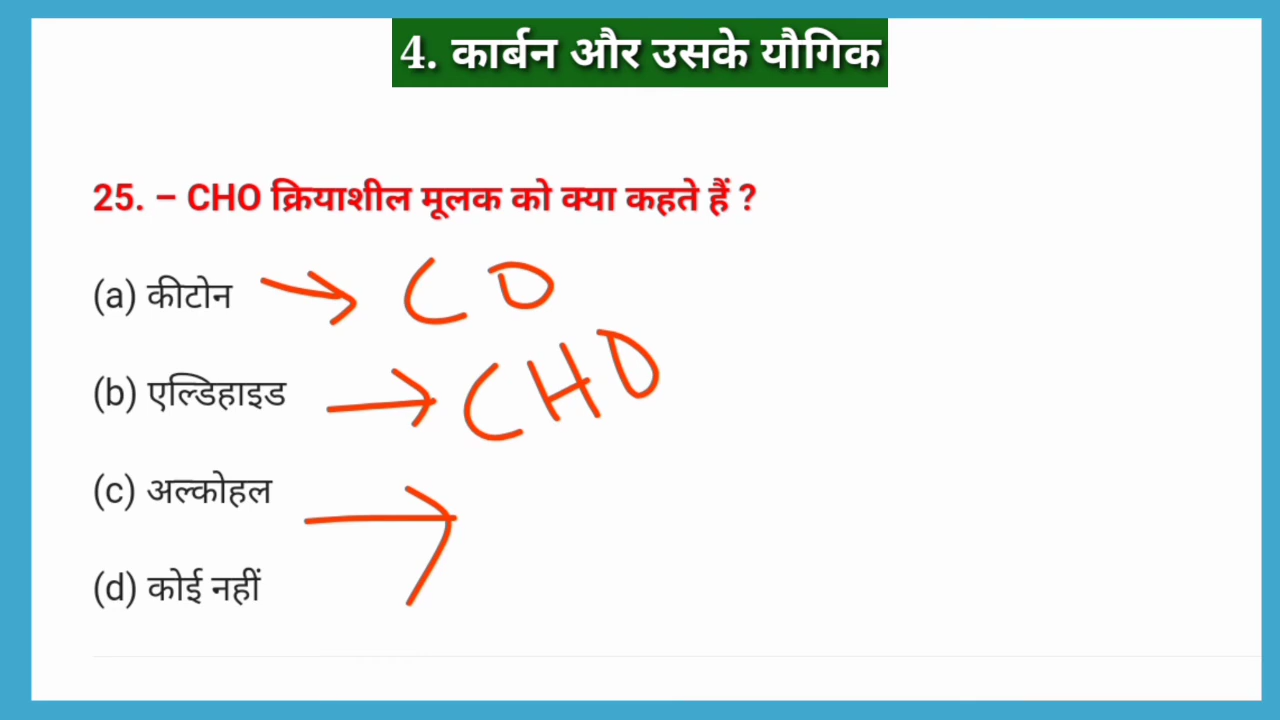 4. कार्बन और उसके यौगिक
25. – CHO क्रियाशील मूलक को क्या कहते हैं ?
(a) कीटोन CO
(b) एल्डिहाइड CHO
(c) अल्कोहल
(d) कोई नहीं